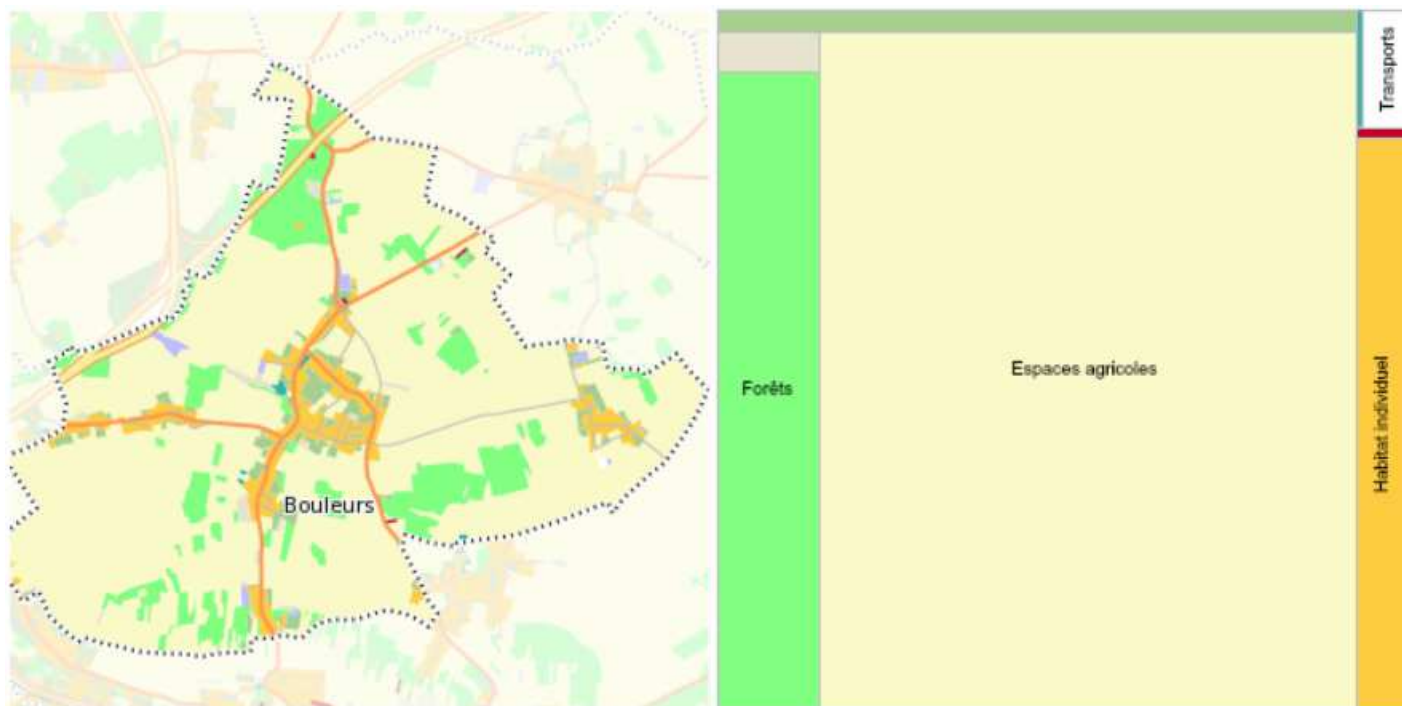 Bouleurs
Forêts
Espaces agricoles
Transports
Habitat individuel